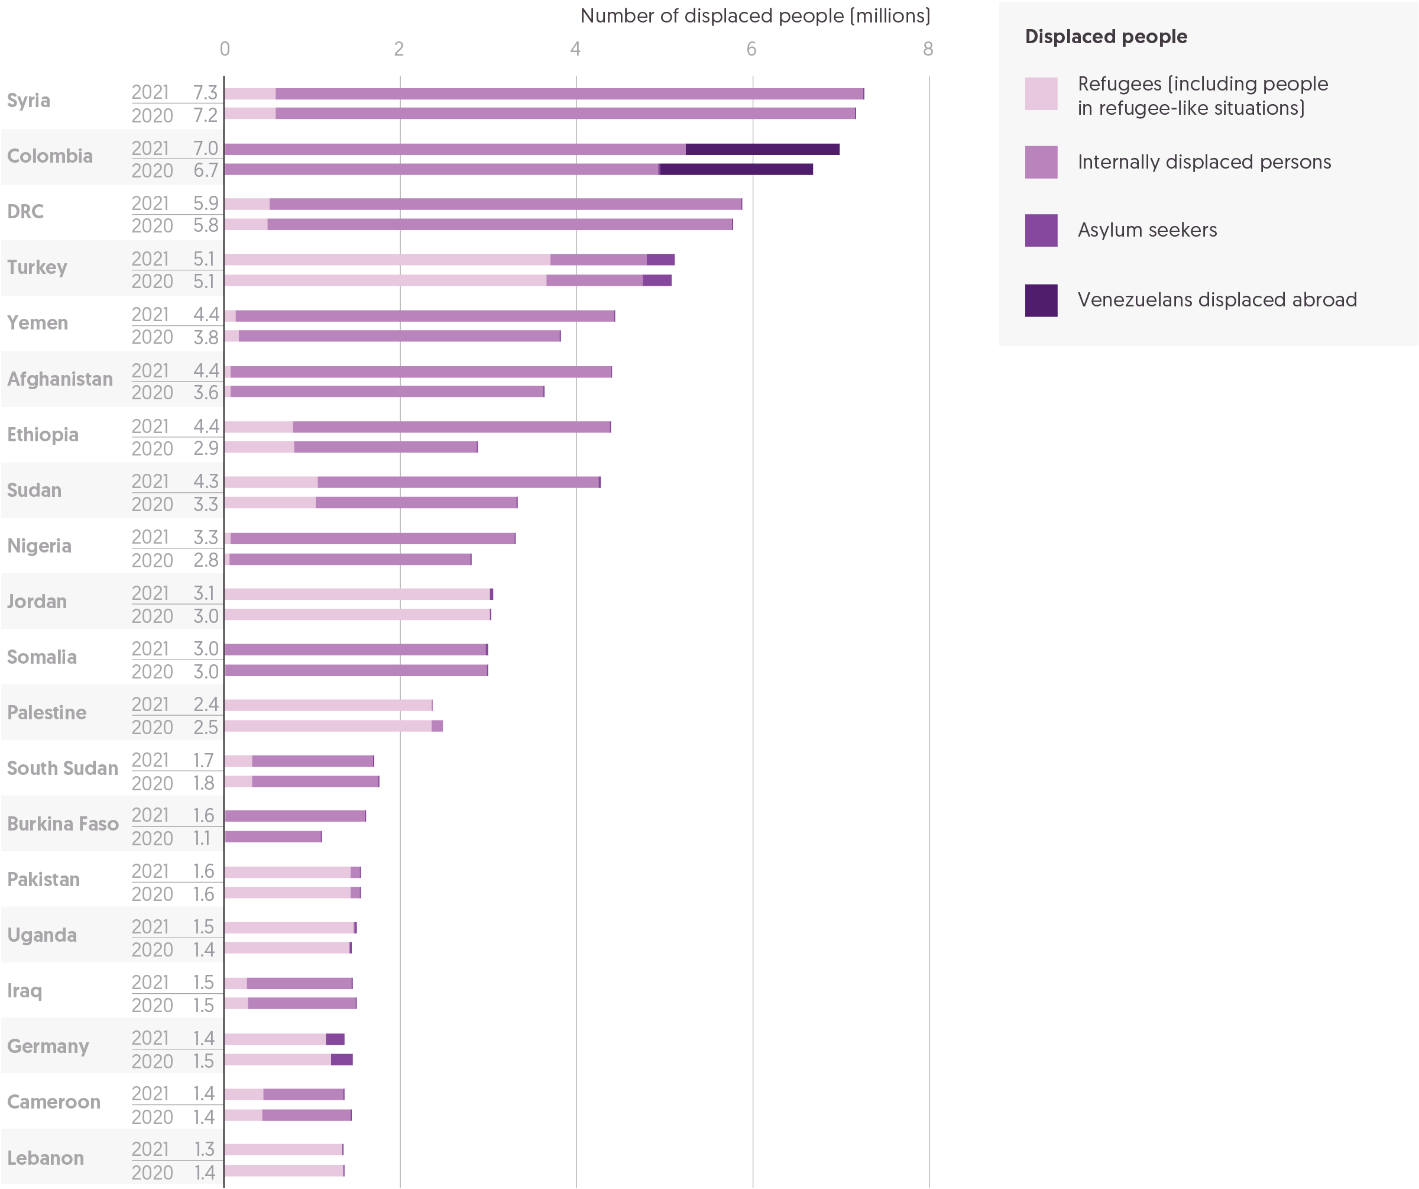 Number of displaced people (millions)
0 2 4 6 8
Displaced people
Refugees (including people
in refugee-like situations)
Internally displaced persons
Asylum seekers
Venezuelans displaced abroad
Syria
2021 7.3
2020 7.2
Colombia
2021 7.0
2020 6.7
DRC
2021 5.9
2020 5.8
Turkey
2021 5.1
2020 5.1
Yemen
2021 4.4
2020 3.8
Afghanistan
2021 4.4
2020 3.6
Ethiopia
2021 4.4
2020 2.9
Sudan
2021 4.3
2020 3.3
Nigeria
2021 3.3
2020 2.8
Jordan
2021 3.1
2020 3.0
Somalia
2021 3.0
2020 3.0
Palestine
2021 2.4
2020 2.5
South Sudan
2021 1.7
2020 1.8
Burkina Faso
2021 1.6
2020 1.1
Pakistan
2021 1.6
2020 1.6
Uganda
2021 1.5
2020 1.4
Iraq
2021 1.5
2020 1.5
Germany
2021 1.4
2020 1.5
Cameroon
2021 1.4
2020 1.4
Lebanon
2021 1.3
2020 1.4